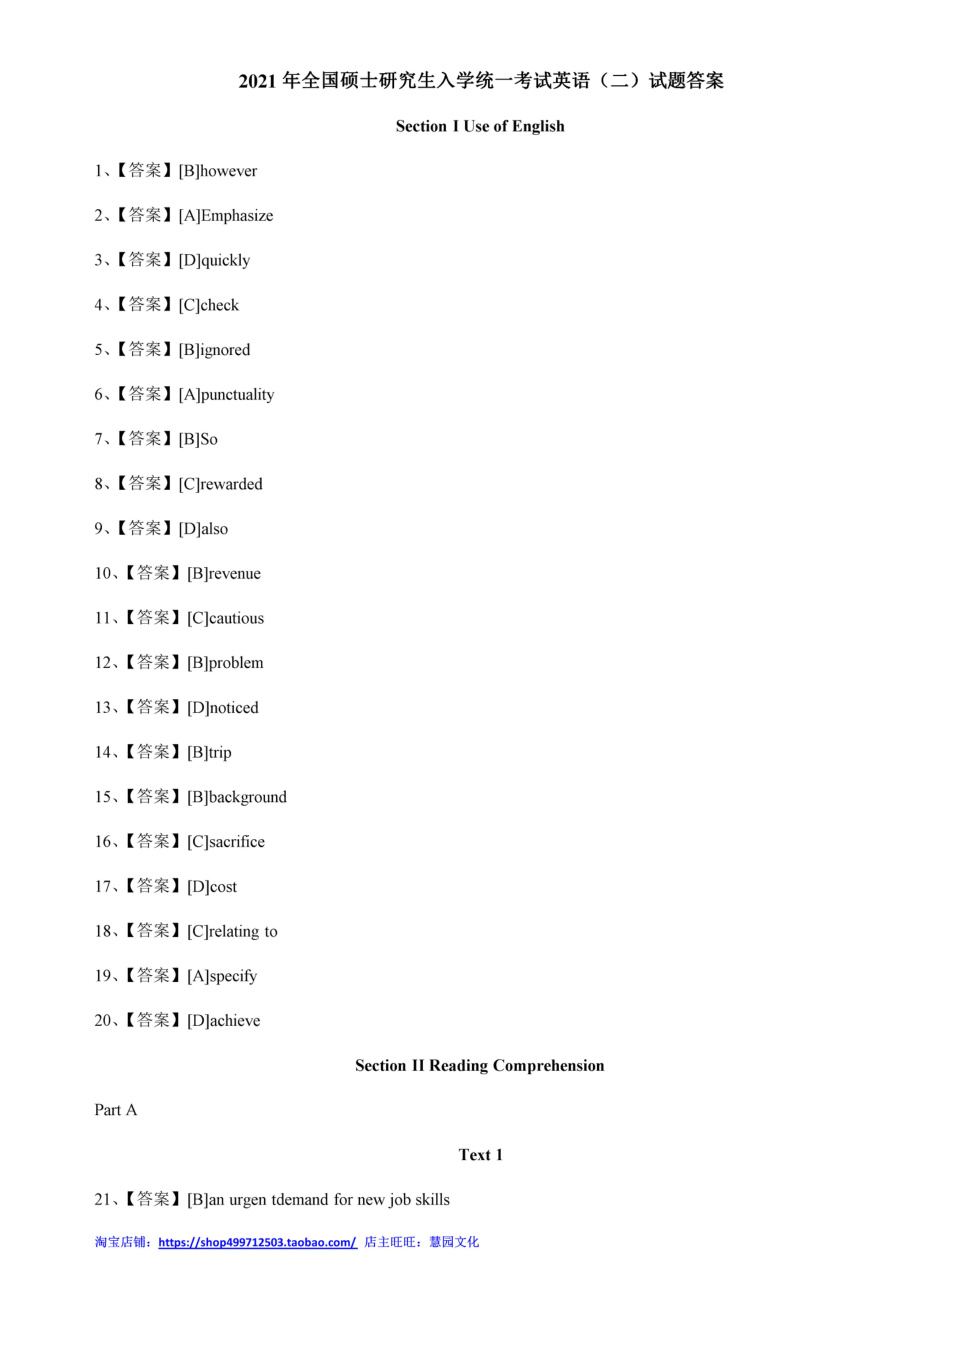 2021 年全国硕士研究生入学统一考试英语（二）试题答案
Section I Use of English
1、【答案】[B]however
2、【答案】[A]Emphasize
3、【答案】[D]quickly
4、【答案】[C]check
5、【答案】[B]ignored
6、【答案】[A]punctuality
7、【答案】[B]So
8、【答案】[C]rewarded
9、【答案】[D]also
10、【答案】[B]revenue
11、【答案】[C]cautious
12、【答案】[B]problem
13、【答案】[D]noticed
14、【答案】[B]trip
15、【答案】[B]background
16、【答案】[C]sacrifice
17、【答案】[D]cost
18、【答案】[C]relating to
19、【答案】[A]specify
20、【答案】[D]achieve
Section II Reading Comprehension
Part A
Text 1
21、【答案】[B]an urgen tdemand for new job skills
淘宝店铺：https://shop499712503.taobao.com/ 店主旺旺：慧园文化